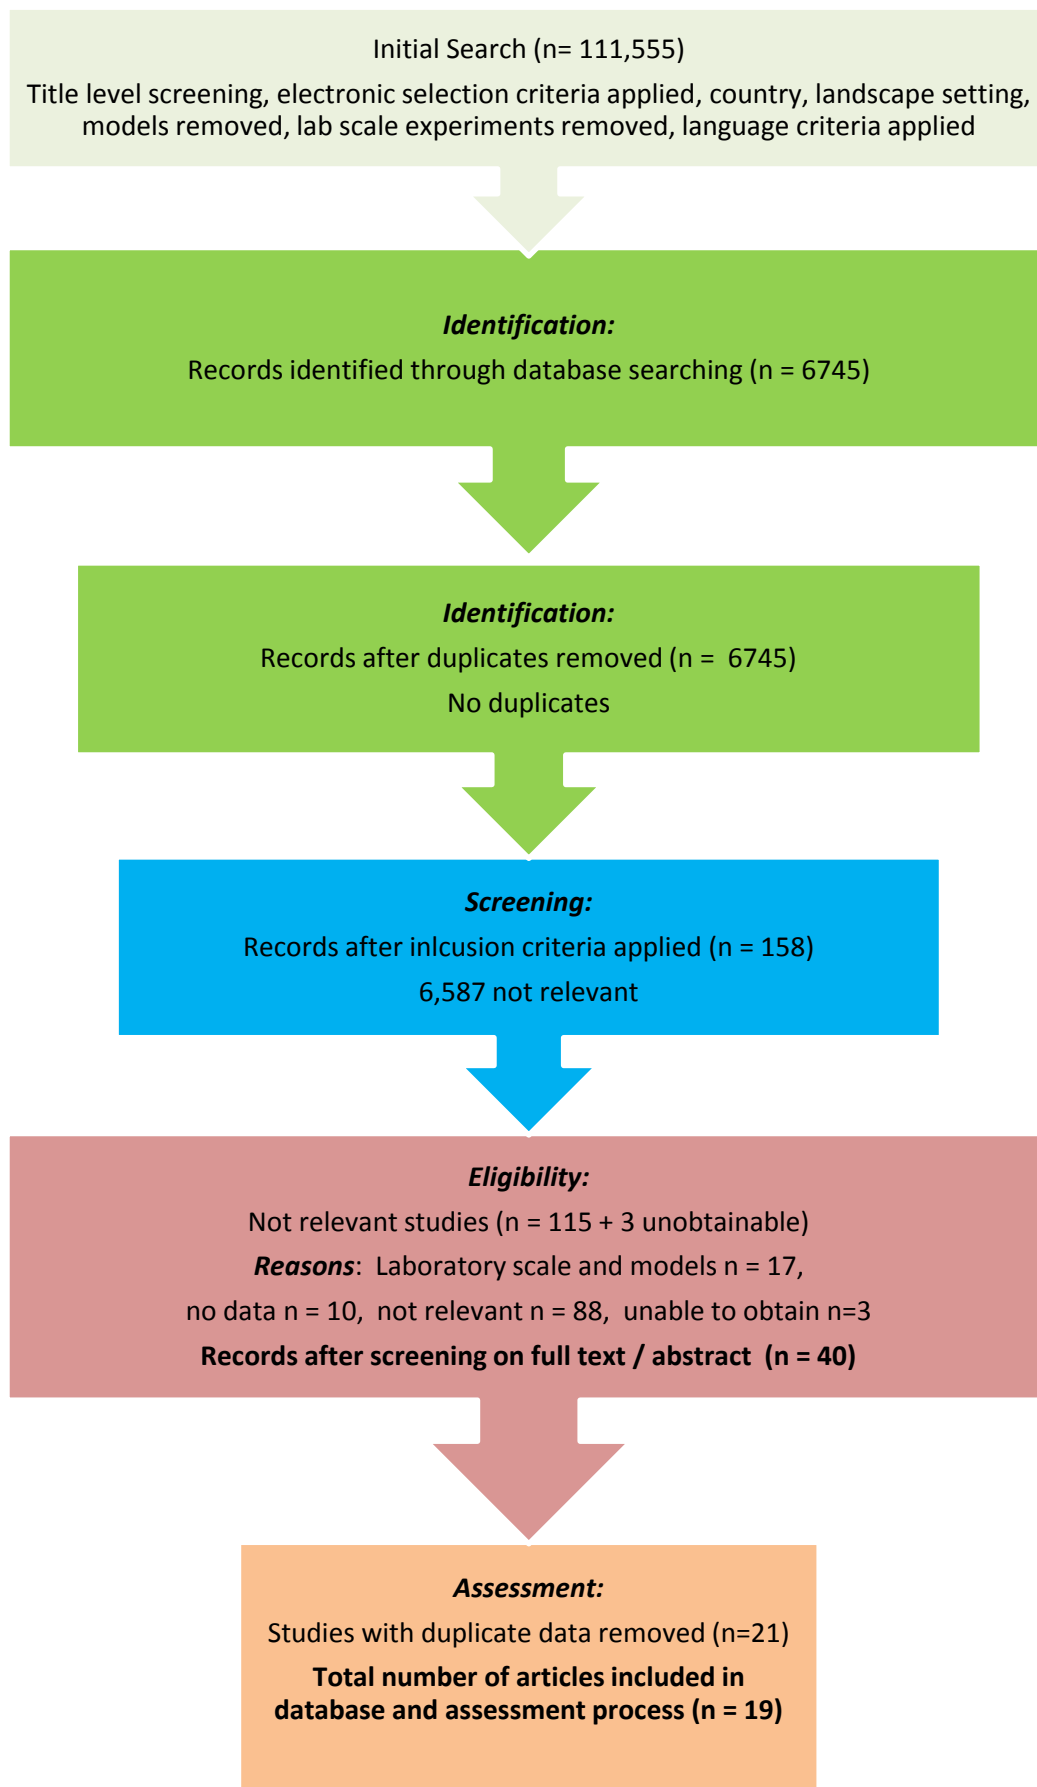 Initial Search (n= 111,555)
Title level screening, electronic selection criteria applied, country, landscape setting,
models removed, lab scale experiments removed, language criteria applied
Identification:
Records identified through database searching (n = 6745)
Identification:
Records after duplicates removed (n =  6745)
No duplicates
Screening:
Records after inlcusion criteria applied (n = 158)
6,587 not relevant
Eligibility:
Not relevant studies (n = 115 + 3 unobtainable)
Reasons:  Laboratory scale and models n = 17,
no data n = 10,  not relevant n = 88,  unable to obtain n=3
Records after screening on full text / abstract  (n = 40)
Assessment:
Studies with duplicate data removed (n=21)
Total number of articles included in
database and assessment process (n = 19)